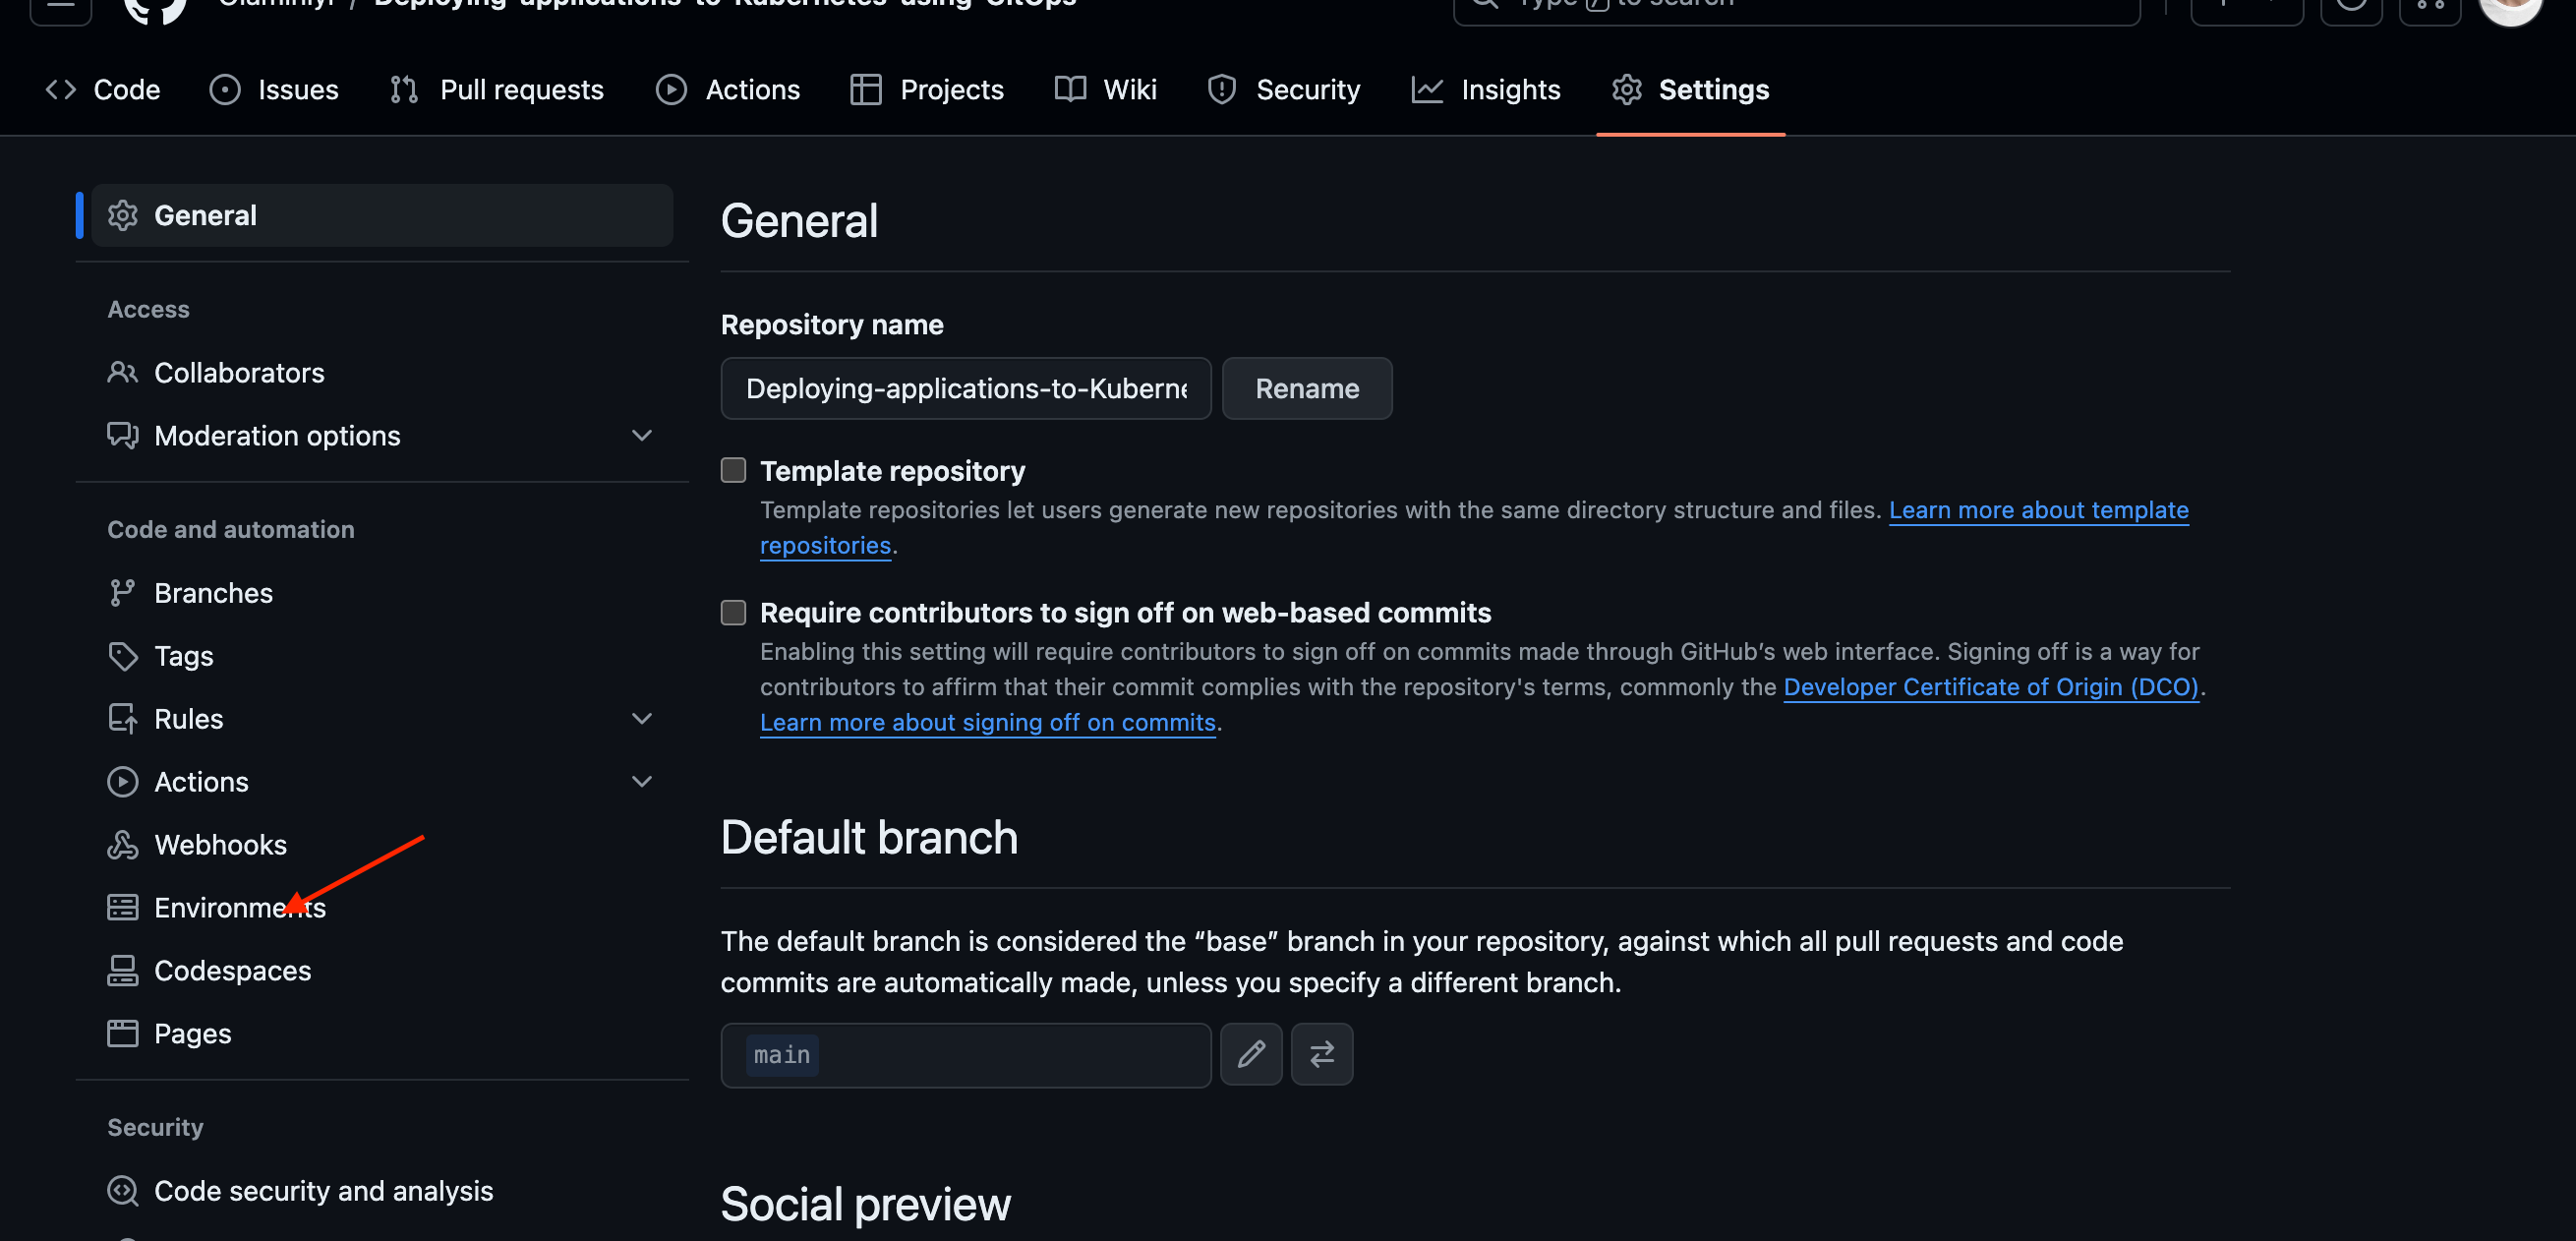 Deploying-applications-to-Kubernetes-using-GitOps
Type / to search
Code
Issues
Pull requests
Actions
Projects
Wiki
Security
Insights
Settings
General
Access
Collaborators
Moderation options
Code and automation
Branches
Tags
Rules
Actions
Webhooks
Environments
Codespaces
Pages
Security
Code security and analysis
General
Repository name
Deploying-applications-to-Kuberne
Rename
Template repository
Template repositories let users generate new repositories with the same directory structure and files. Learn more about template
repositories.
Require contributors to sign off on web-based commits
Enabling this setting will require contributors to sign off on commits made through GitHub’s web interface. Signing off is a way for
contributors to affirm that their commit complies with the repository's terms, commonly the Developer Certificate of Origin (DCO).
Learn more about signing off on commits.
Default branch
The default branch is considered the “base” branch in your repository, against which all pull requests and code
commits are automatically made, unless you specify a different branch.
main
Social preview